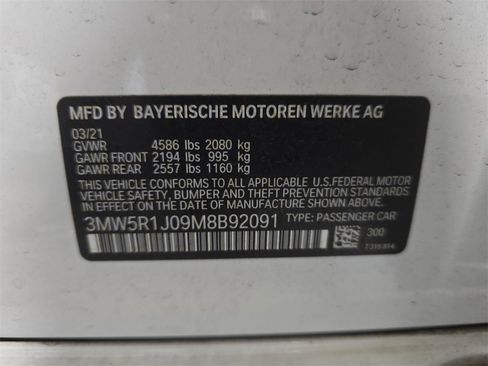 MFD BY BAYERISCHE MOTOREN WERKE AG
03/21
GVWR 4586 lbs 2080 kg
GAWR FRONT 2194 lbs 995 kg
GAWR REAR 2557 lbs 1160 kg
THIS VEHICLE CONFORMS TO ALL APPLICABLE U.S.FEDERAL MOTOR
VEHICLE SAFETY, BUMPER, AND THEFT PREVENTION STANDARDS
IN EFFECT ON THE DATE OF MANUFACTURE SHOWN ABOVE.
3MW5R1J09M8B92091 TYPE: PASSENGER CAR
300